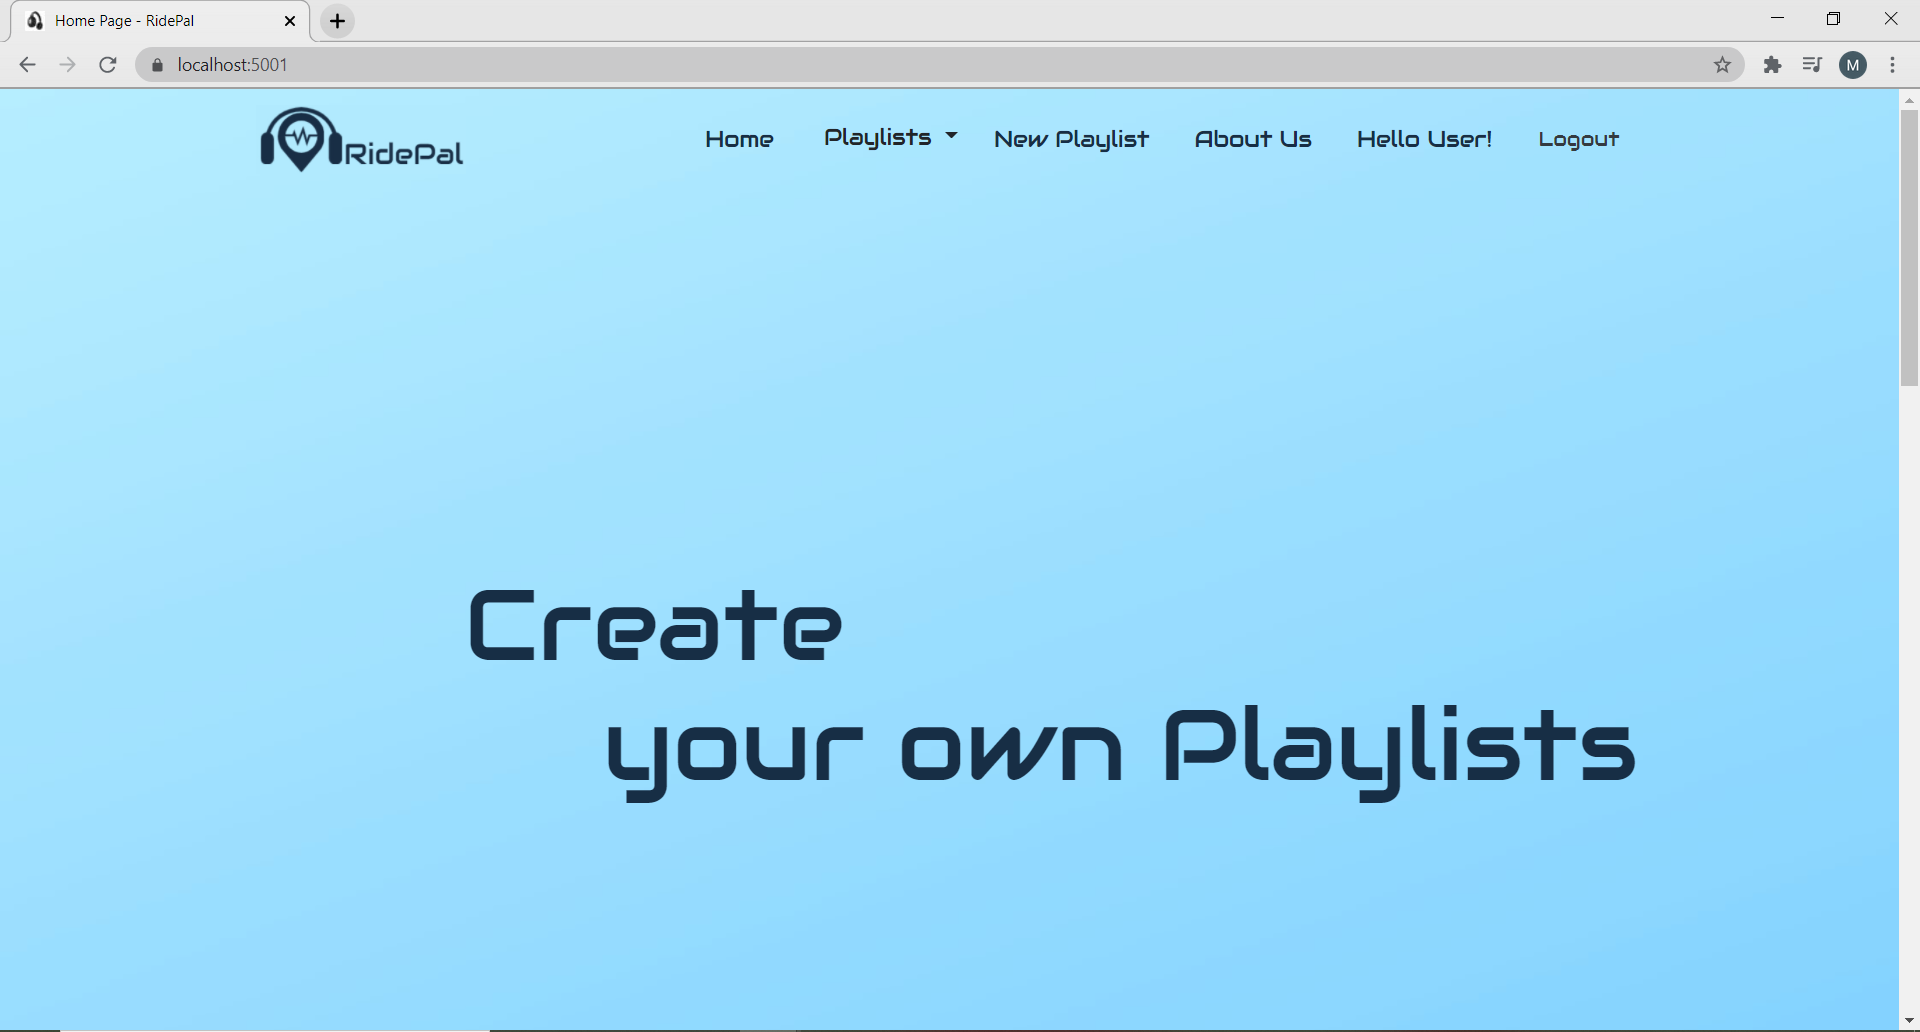 Home Page - RidePal
localhost:5001
M
RidePal
Home
Playlists
New Playlist
About Us
Hello User!
Logout
Create
your own Playlists